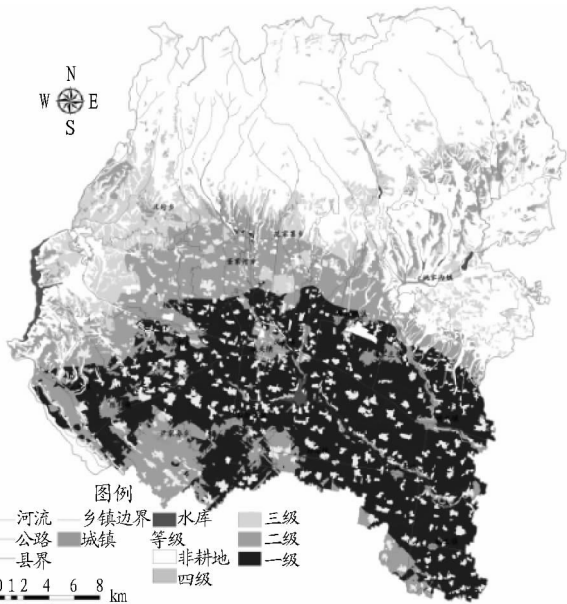 N
W E
S
图例
河流 乡镇边界 水库 三级
公路 城镇 等级 二级
县界 非耕地 一级
四级
0 1 2 4 6 8 km